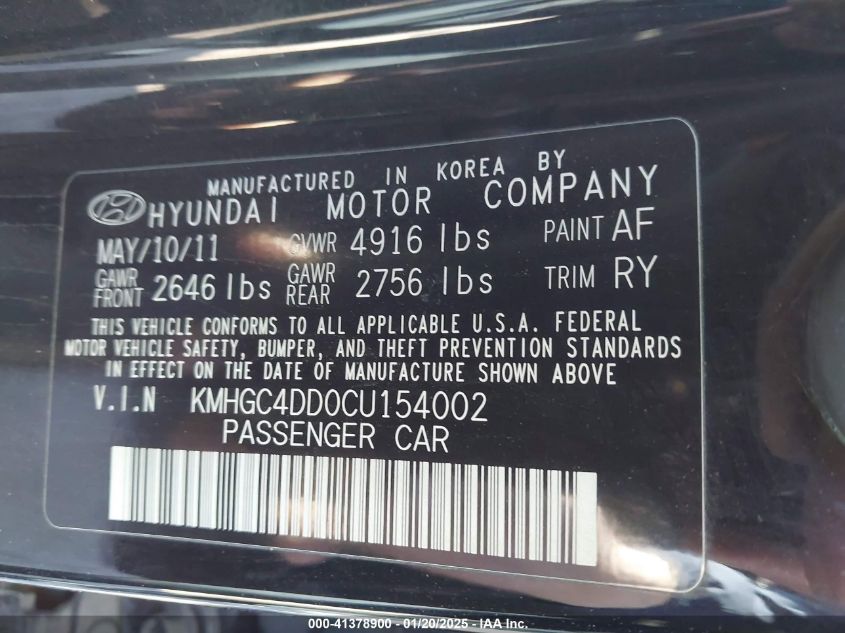 MANUFACTURED IN KOREA BY
HYUNDAI MOTOR COMPANY
MAY/10/11 GVWR 4916 lbs PAINT AF
GAWR FRONT 2646 lbs GAWR REAR 2756 lbs TRIM RY
THIS VEHICLE CONFORMS TO ALL APPLICABLE U.S.A. FEDERAL
MOTOR VEHICLE SAFETY, BUMPER, AND THEFT PREVENTION STANDARDS
IN EFFECT ON THE DATE OF MANUFACTURE SHOWN ABOVE
V.I.N KMHGC4DD0CU154002
PASSENGER CAR
000-41378900 - 01/20/2025 - IAA Inc.